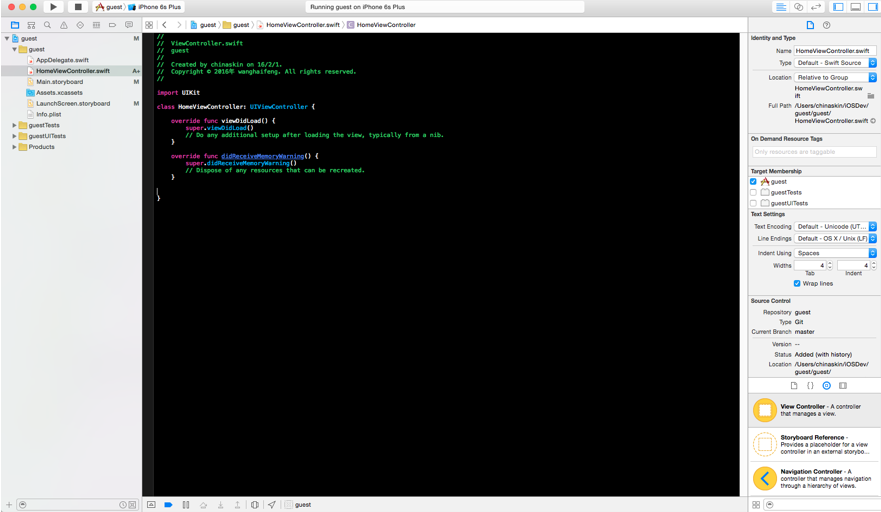 guest
iPhone 6s Plus
Running guest on iPhone 6s Plus
guest
guest
HomeViewController.swift
HomeViewController
guest M
guest
AppDelegate.swift
HomeViewController.swift A+
Main.storyboard M
Assets.xcassets
LaunchScreen.storyboard M
Info.plist
guestTests
guestUITests
Products
//
//  ViewController.swift
//  guest
//
//  Created by chinaskin on 16/2/1.
//  Copyright © 2016年 wanghaifeng. All rights reserved.
//
import UIKit
class HomeViewController: UIViewController {
override func viewDidLoad() {
super.viewDidLoad()
// Do any additional setup after loading the view, typically from a nib.
}
override func didReceiveMemoryWarning() {
super.didReceiveMemoryWarning()
// Dispose of any resources that can be recreated.
}
}
guest
Identity and Type
Name HomeViewController.swift
Type Default - Swift Source
Location Relative to Group
HomeViewController.sw
ift
Full Path /Users/chinaskin/iOSDev/
guest/guest/
HomeViewController.swift
On Demand Resource Tags
Only resources are taggable
Target Membership
guest
guestTests
guestUITests
Text Settings
Text Encoding Default - Unicode (UT...
Line Endings Default - OS X / Unix (LF)
Indent Using Spaces
Widths 4 4
Tab Indent
Wrap lines
Source Control
Repository guest
Type Git
Current Branch master
Version --
Status Added (with history)
Location /Users/chinaskin/iOSDev/
guest/guest/
View Controller - A controller
that manages a view.
Storyboard Reference -
Provides a placeholder for a view
controller in an external storybo...
Navigation Controller - A
controller that manages navigation
through a hierarchy of views.